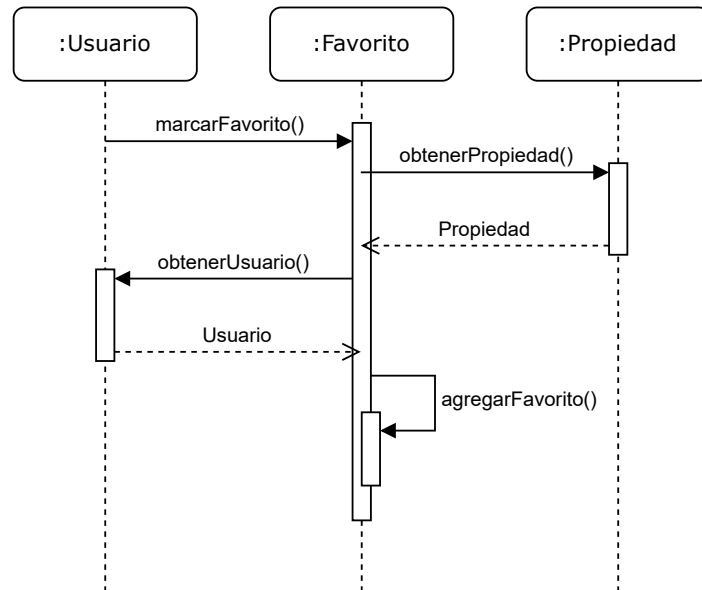 :Usuario
:Favorito
:Propiedad
marcarFavorito()
obtenerPropiedad()
Propiedad
obtenerUsuario()
Usuario
agregarFavorito()